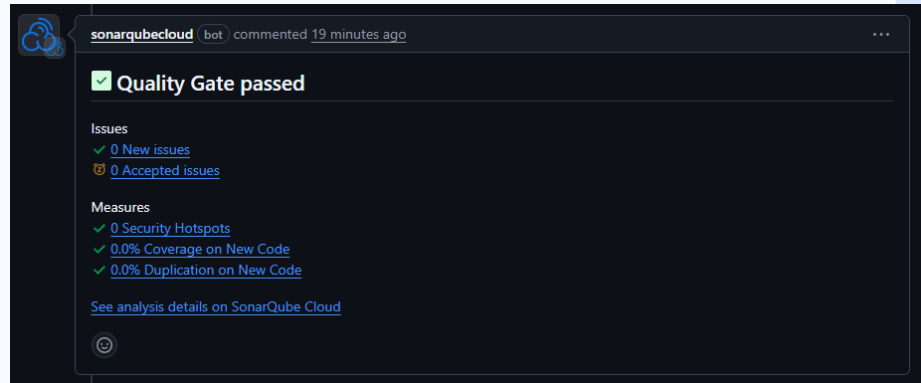 sonarqubecloud bot commented 19 minutes ago
Quality Gate passed
Issues
0 New issues
0 Accepted issues
Measures
0 Security Hotspots
0.0% Coverage on New Code
0.0% Duplication on New Code
See analysis details on SonarQube Cloud